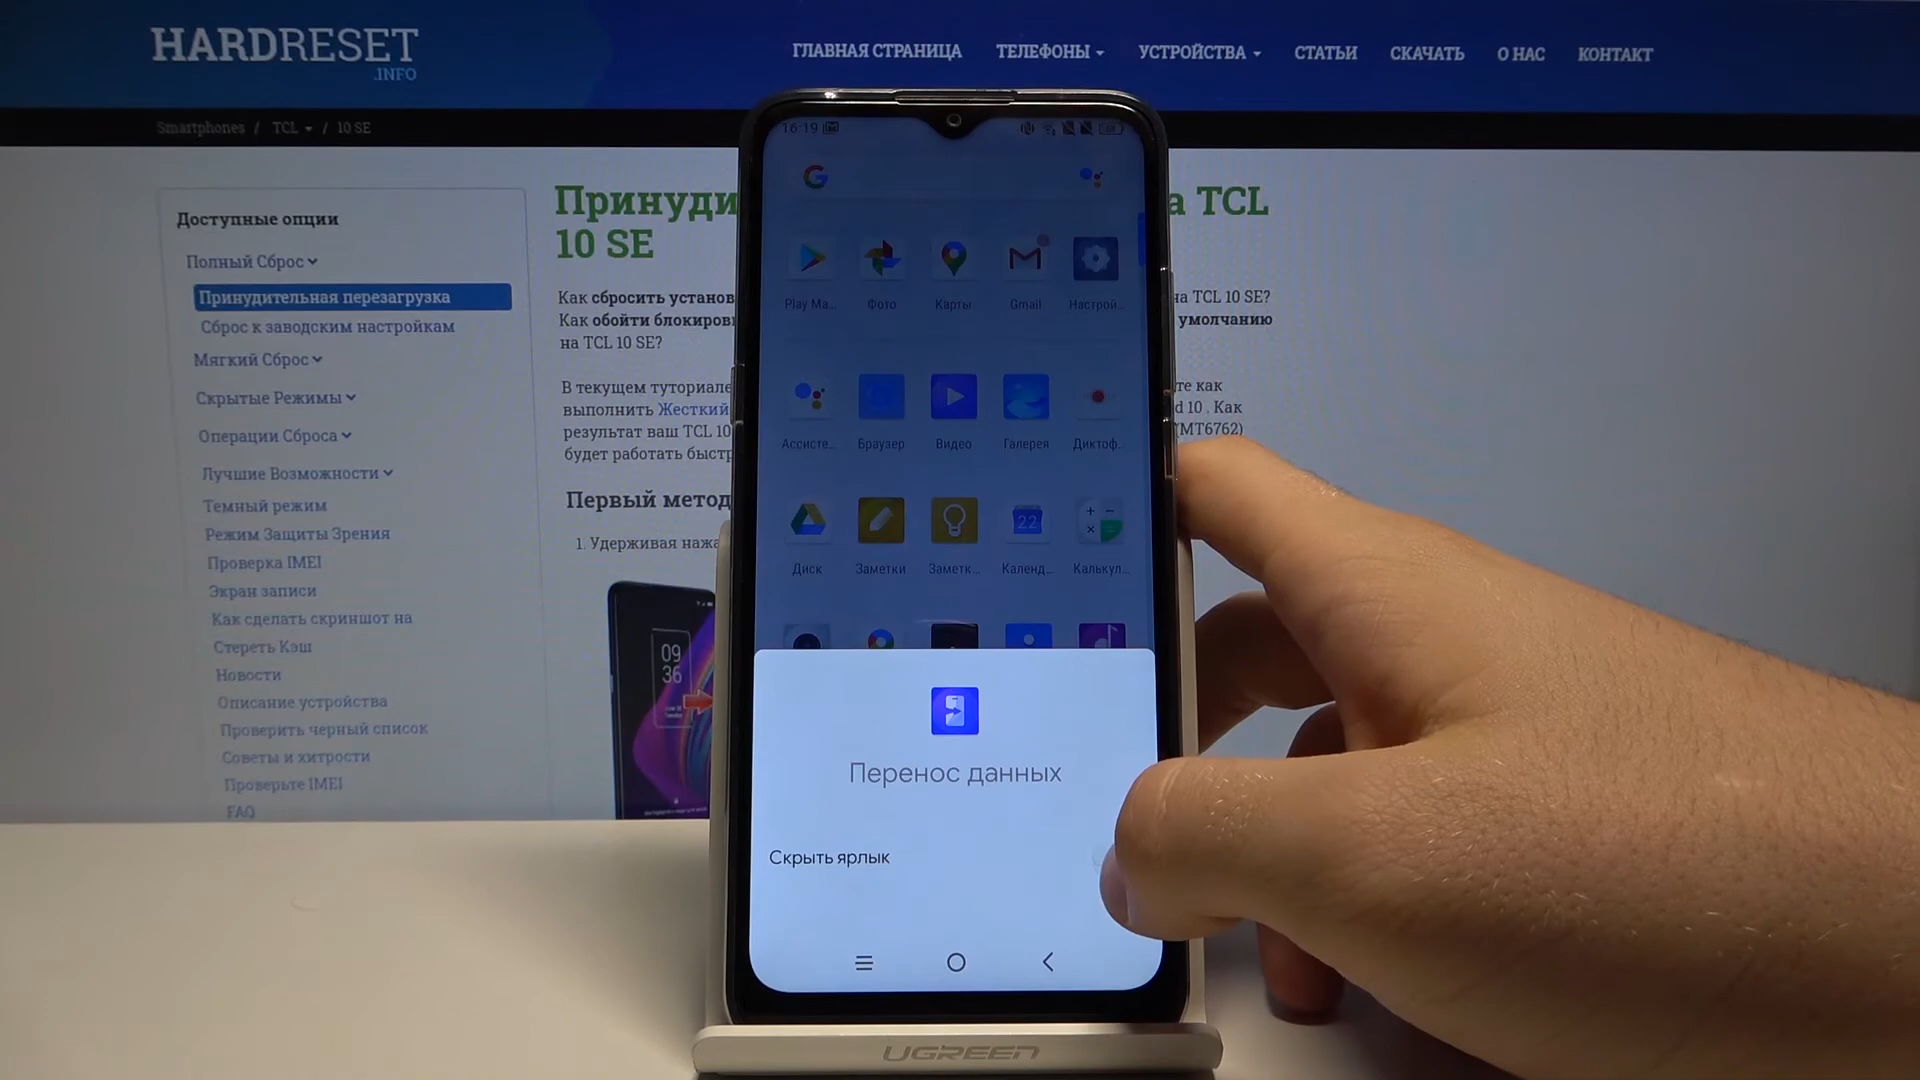 HARDRESET
.INFO
ГЛАВНАЯ СТРАНИЦА ТЕЛЕФОНЫ УСТРОЙСТВА СТАТЬИ СКАЧАТЬ О НАС КОНТАКТ
Smartphones / TCL / 10 SE
Доступные опции
Полный Сброс
Принудительная перезагрузка
Сброс к заводским настройкам
Мягкий Сброс
Скрытые Режимы
Операции Сброса
Лучшие Возможности
Темный режим
Режим Защиты Зрения
Проверка IMEI
Экран записи
Как сделать скриншот на
Стереть Кэш
Новости
Описание устройства
Проверить черный список
Советы и хитрости
Проверьте IMEI
FAQ
Принуди а TCL
10 SE
Как сбросить установ на TCL 10 SE?
Как обойти блокиров умолчанию
на TCL 10 SE?
В текущем туториале те как
выполнить Жесткий d 10 . Как
результат ваш TCL 10 (MT6762)
будет работать быстр
Первый метод
1. Удерживая нажа
09
36
16:19
Play Ма... Фото Карты Gmail Настрой...
Ассисте... Браузер Видео Галерея Диктоф...
22
Диск Заметки Заметк... Календ... Калькул...
Перенос данных
Скрыть ярлык
UGREEN